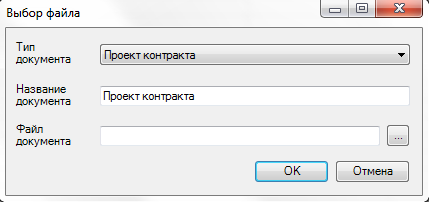 Выбор файла
Тип
документа
Проект контракта
Название
документа
Проект контракта
Файл
документа
...
OK
Отмена